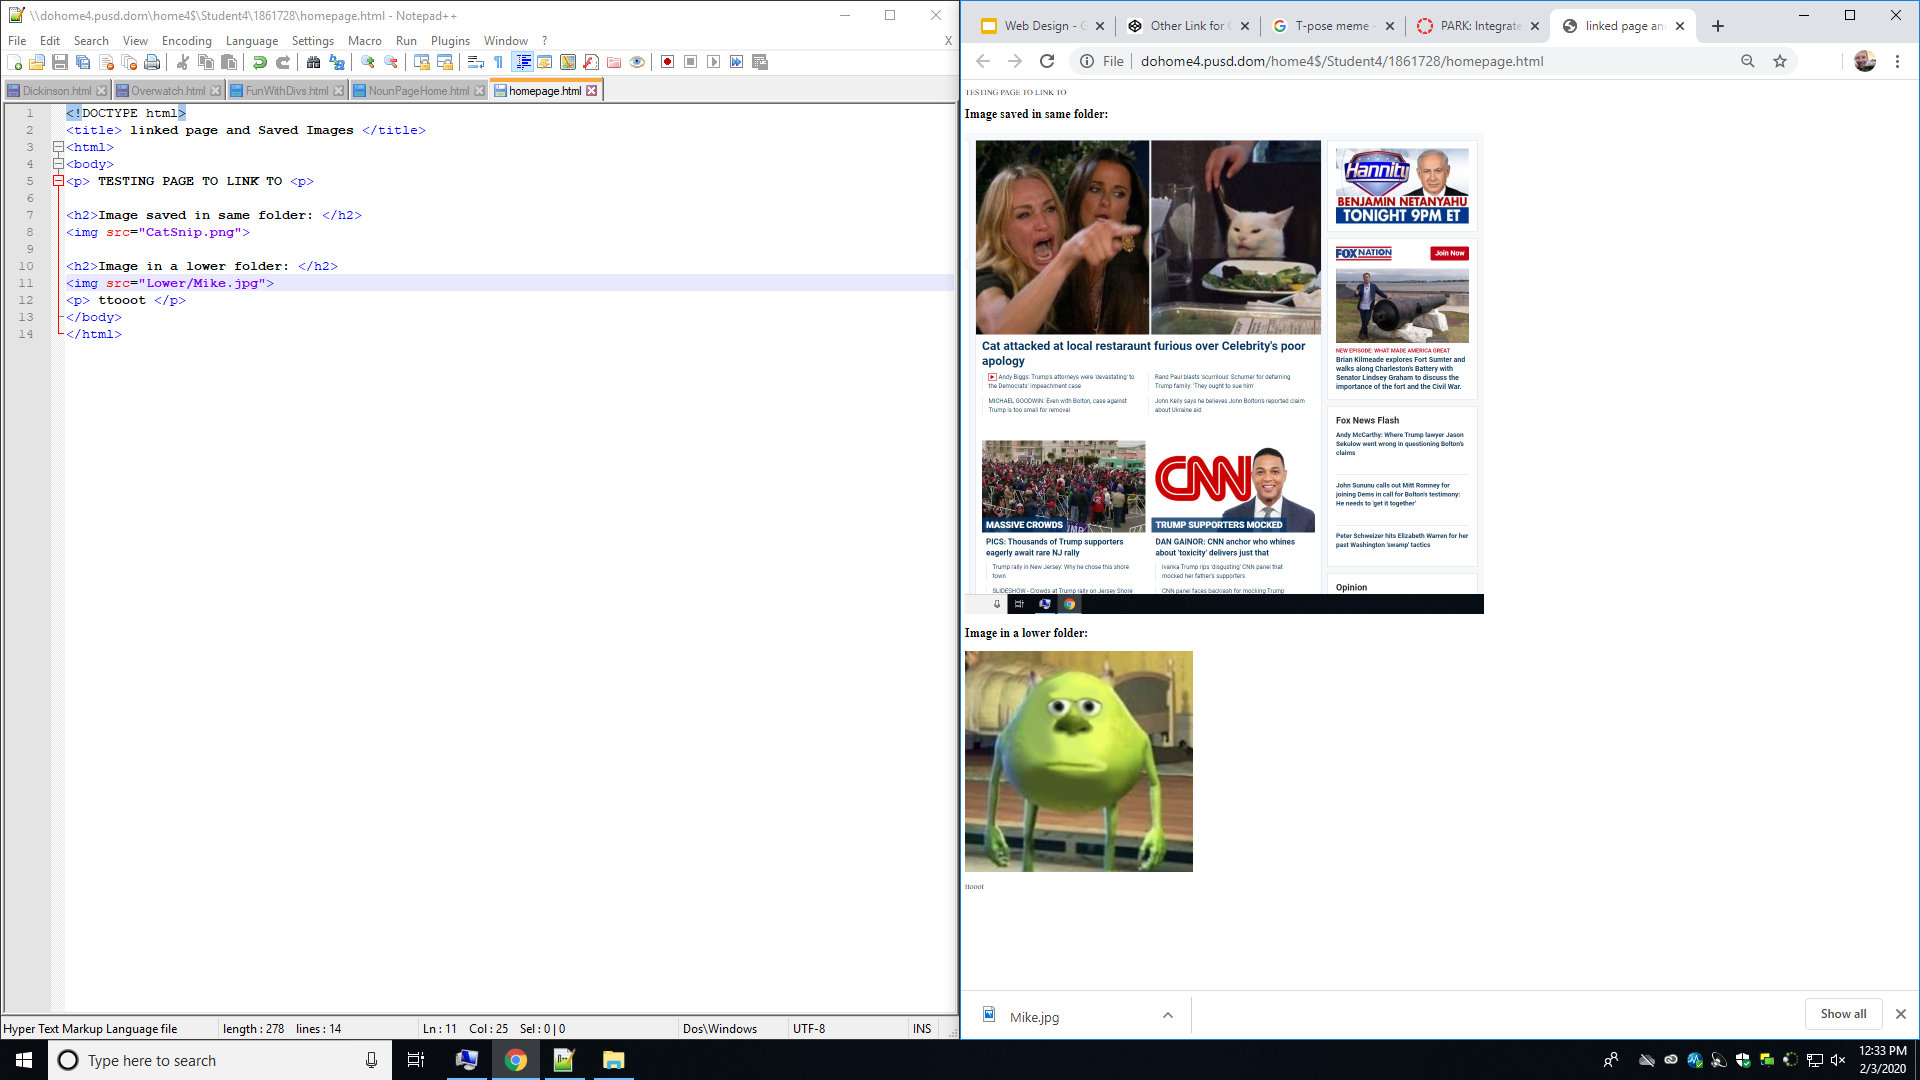 \\dohome4.pusd.dom\home4$\Student4\1861728\homepage.html - Notepad++
File Edit Search View Encoding Language Settings Macro Run Plugins Window ? X
Dickinson.html Overwatch.html FunWithDivs.html NounPageHome.html homepage.html
1 <!DOCTYPE html>
2 <title> linked page and Saved Images </title>
3 <html>
4 <body>
5 <p> TESTING PAGE TO LINK TO <p>
6
7 <h2>Image saved in same folder: </h2>
8 <img src="CatSnip.png">
9
10 <h2>Image in a lower folder: </h2>
11 <img src="Lower/Mike.jpg">
12 <p> ttooot </p>
13 </body>
14 </html>
Hyper Text Markup Language file length : 278 lines : 14 Ln : 11 Col : 25 Sel : 0 | 0 Dos\Windows UTF-8 INS
Web Design - G Other Link for T-pose meme - PARK: Integrate linked page an
File dohome4.pusd.dom/home4$/Student4/1861728/homepage.html
TESTING PAGE TO LINK TO
Image saved in same folder:
Cat attacked at local restaraunt furious over Celebrity's poor
apology
Andy Biggs: Trump's attorneys were 'devastating' to
the Democrats' impeachment case
MICHAEL GOODWIN: Even with Bolton, case against
Trump is too small for removal
Rand Paul blasts 'scurrilous' Schumer for defaming
Trump family: 'They ought to sue him'
John Kelly says he believes John Bolton's reported claim
about Ukraine aid
MASSIVE CROWDS
PICS: Thousands of Trump supporters
eagerly await rare NJ rally
Trump rally in New Jersey: Why he chose this shore
town
SLIDESHOW - Crowds at Trump rally on Jersey Shore
CNN
TRUMP SUPPORTERS MOCKED
DAN GAINOR: CNN anchor who whines
about 'toxicity' delivers just that
Ivanka Trump rips 'disgusting' CNN panel that
mocked her father's supporters
CNN panel faces backlash for mocking Trump
Hannity
BENJAMIN NETANYAHU
TONIGHT 9PM ET
FOX NATION Join Now
NEW EPISODE: WHAT MADE AMERICA GREAT
Brian Kilmeade explores Fort Sumter and
walks along Charleston's Battery with
Senator Lindsey Graham to discuss the
importance of the fort and the Civil War.
Fox News Flash
Andy McCarthy: Where Trump lawyer Jason
Sekulow went wrong in questioning Bolton's
claims
John Sununu calls out Mitt Romney for
joining Dems in call for Bolton's testimony:
He needs to 'get it together'
Peter Schweizer hits Elizabeth Warren for her
past Washington 'swamp' tactics
Opinion
Image in a lower folder:
ttooot
Mike.jpg Show all
Type here to search
12:33 PM
2/3/2020